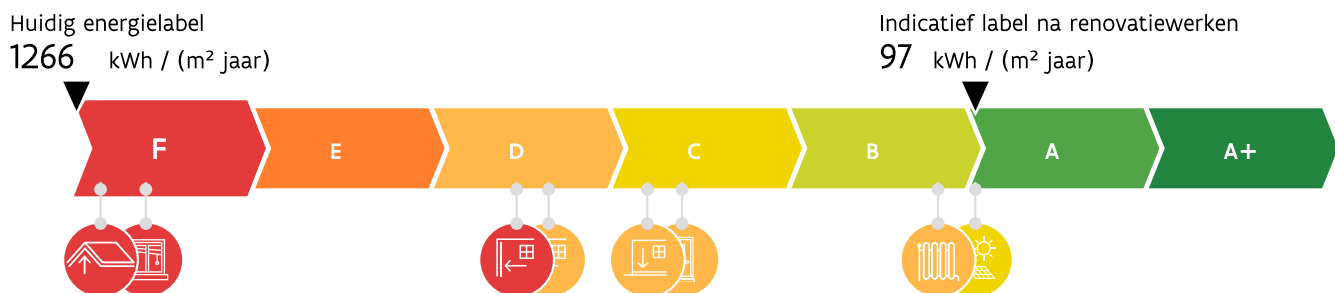 Huidig energielabel
1266 kWh / (m² jaar)
Indicatief label na renovatiewerken
97 kWh / (m² jaar)
F E D C B A A+